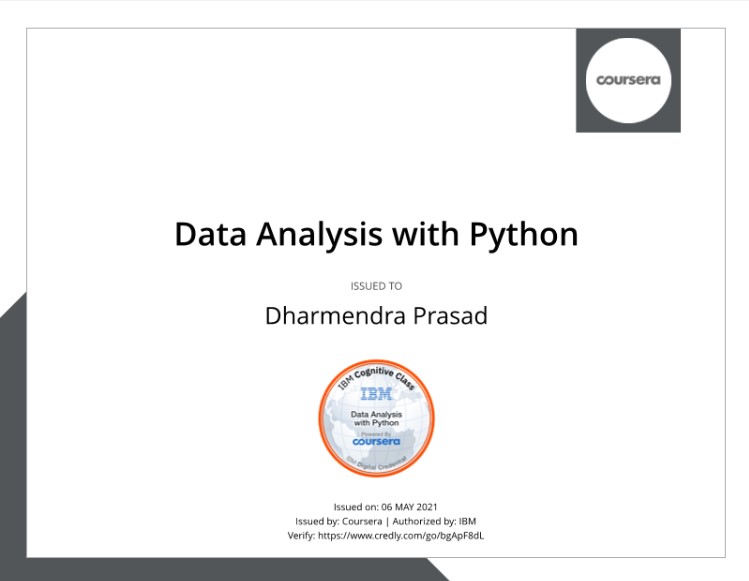 coursera
Data Analysis with Python
ISSUED TO
Dharmendra Prasad
IBM Cognitive Class
IBM
Data Analysis
with Python
Powered By
coursera
Digital Credential
Issued on: 06 MAY 2021
Issued by: Coursera | Authorized by: IBM
Verify: https://www.credly.com/go/bgApF8dL